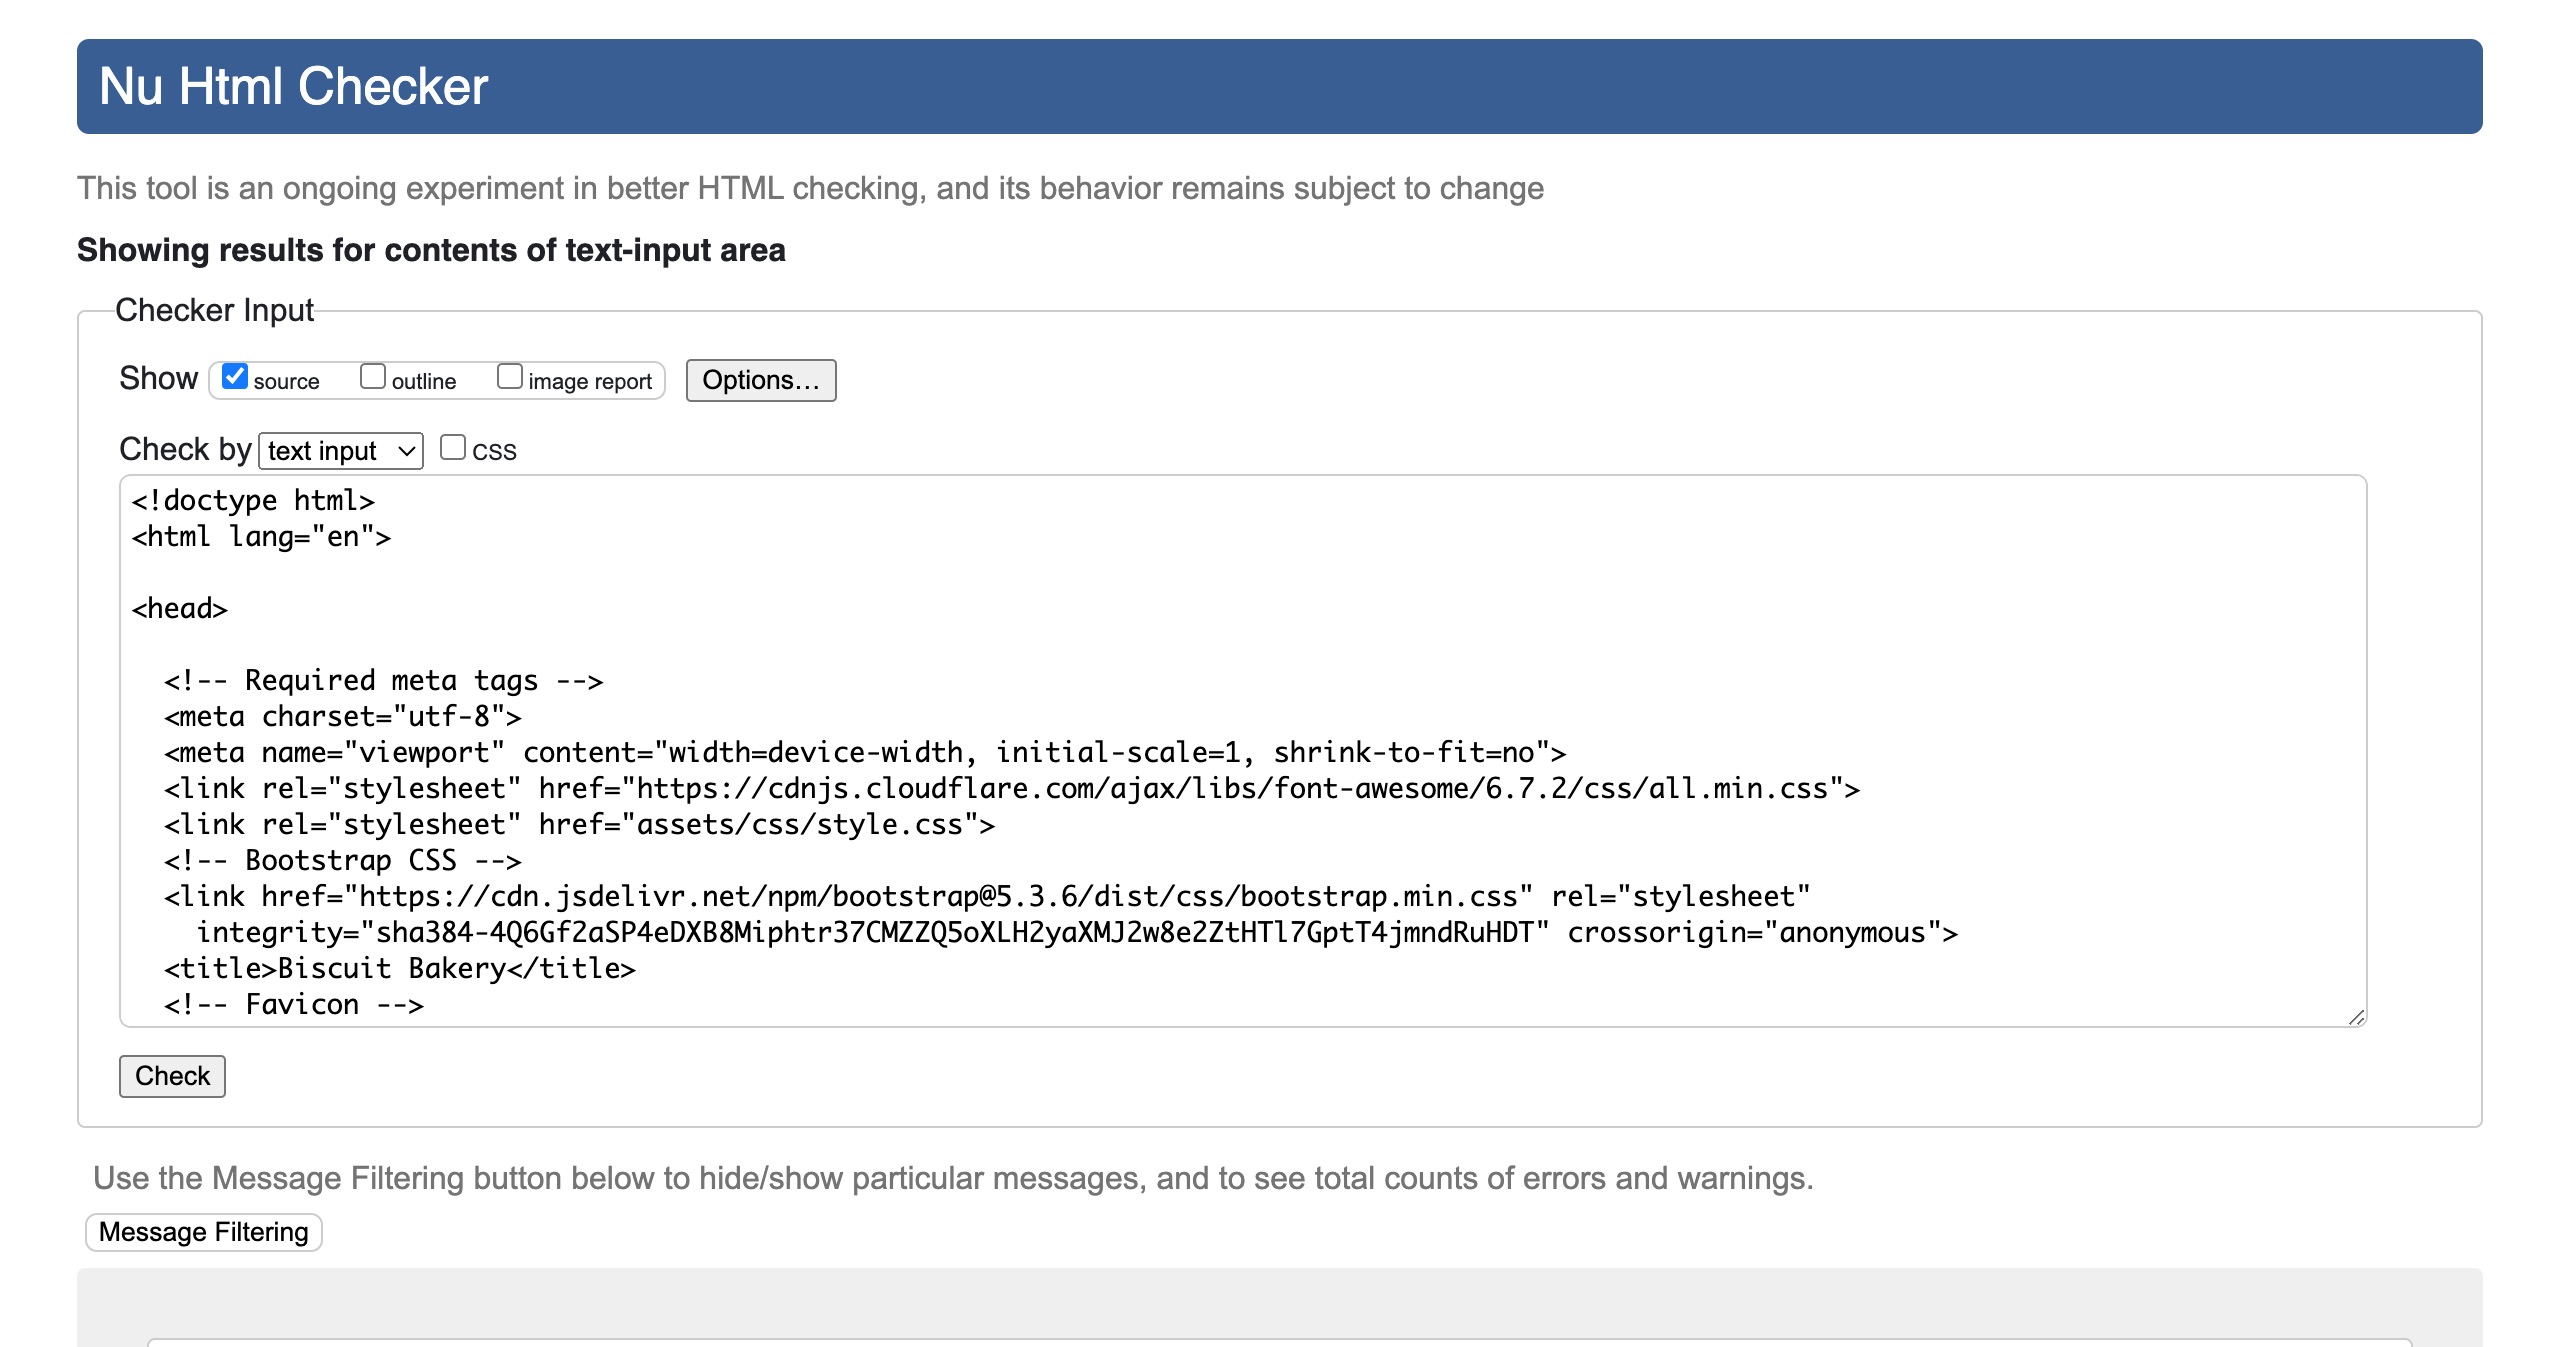 Nu Html Checker
This tool is an ongoing experiment in better HTML checking, and its behavior remains subject to change
Showing results for contents of text-input area
Checker Input
Show source outline image report Options...
Check by text input css
<!doctype html>
<html lang="en">
<head>
<!-- Required meta tags -->
<meta charset="utf-8">
<meta name="viewport" content="width=device-width, initial-scale=1, shrink-to-fit=no">
<link rel="stylesheet" href="https://cdnjs.cloudflare.com/ajax/libs/font-awesome/6.7.2/css/all.min.css">
<link rel="stylesheet" href="assets/css/style.css">
<!-- Bootstrap CSS -->
<link href="https://cdn.jsdelivr.net/npm/bootstrap@5.3.6/dist/css/bootstrap.min.css" rel="stylesheet"
integrity="sha384-4Q6Gf2aSP4eDXB8Miphtr37CMZZQ5oXLH2yaXMJ2w8e2ZtHTl7GptT4jmndRuHDT" crossorigin="anonymous">
<title>Biscuit Bakery</title>
<!-- Favicon -->
Check
Use the Message Filtering button below to hide/show particular messages, and to see total counts of errors and warnings.
Message Filtering